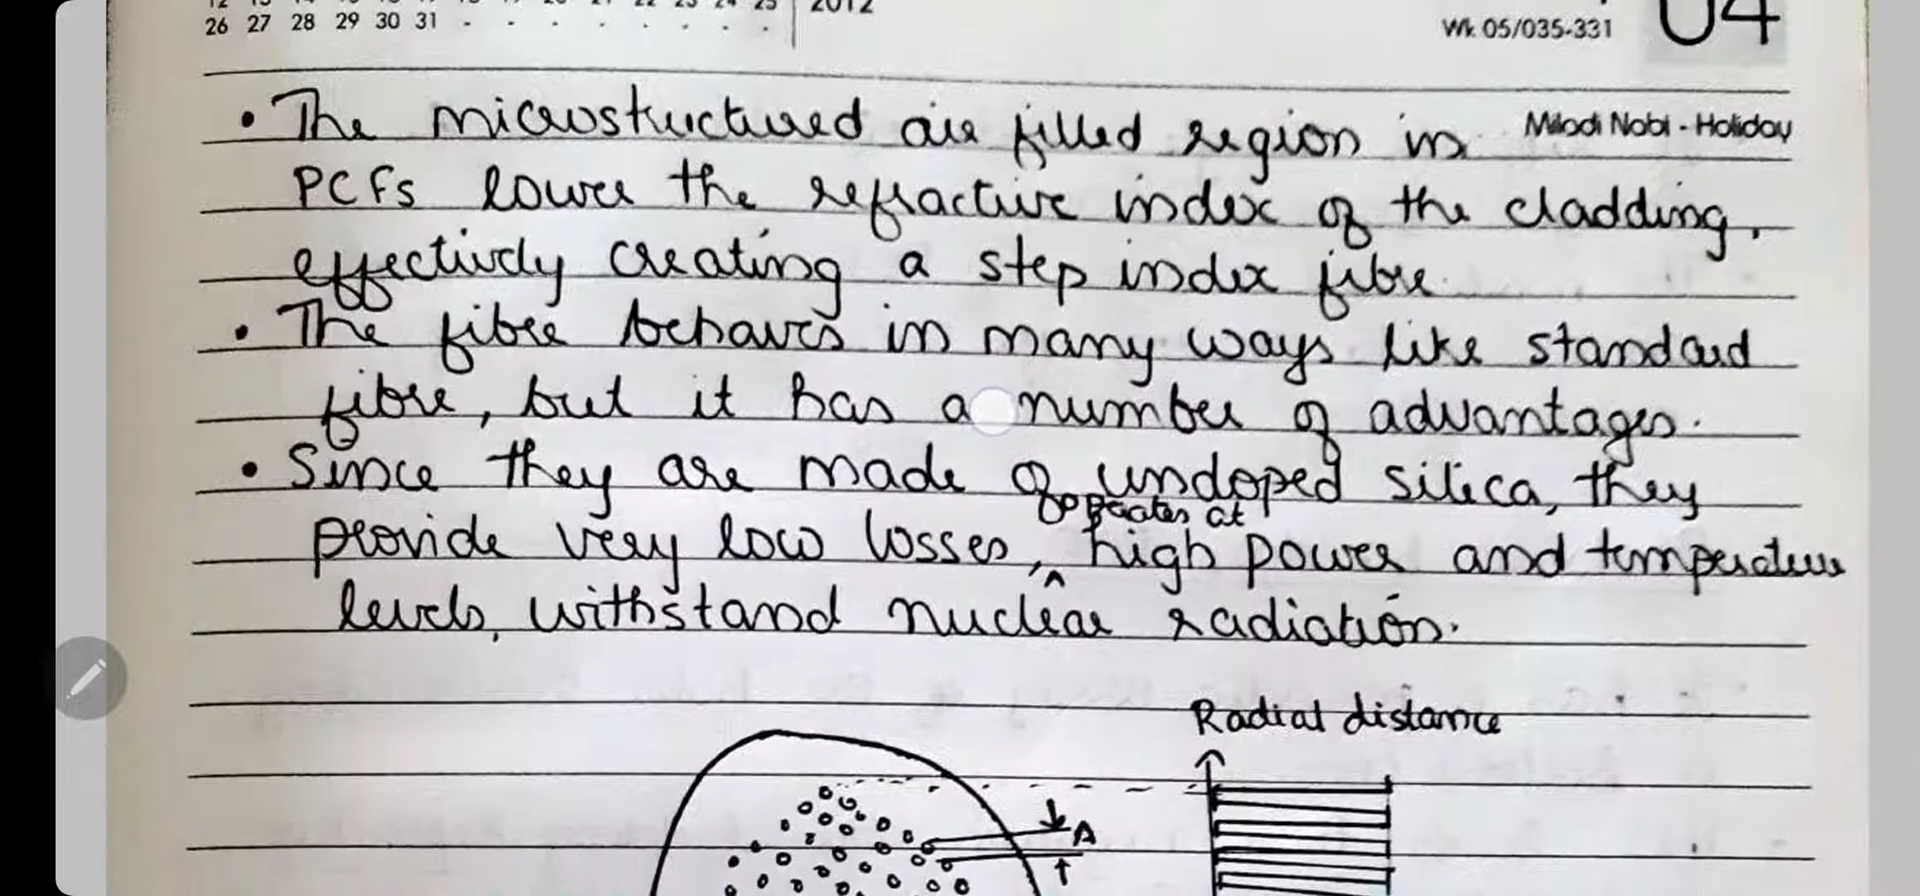 26 27 28 29 30 31 - - - - - - -
2012
Wk 05/035-331
04
Miladi Nabi - Holiday
• The microstructured air filled region in
PCFs lower the refractive index of the cladding,
effectively creating a step index fibre.
• The fibre behaves in many ways like standard
fibre, but it has a number of advantages.
• Since they are made of undoped silica, they
operates at
provide very low losses, ^ high power and temperature
levels, withstand nuclear radiation.
Radial distance
A